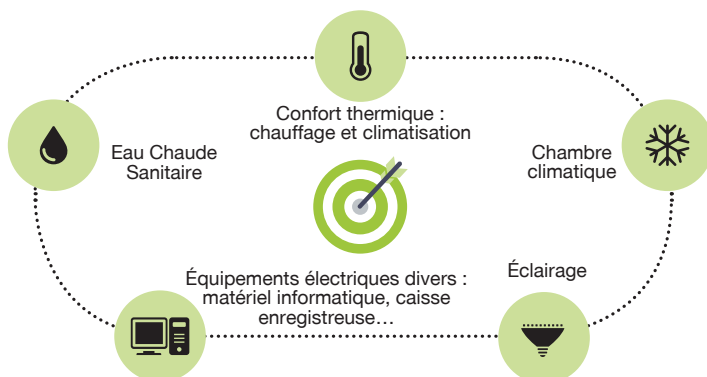 Confort thermique :
chauffage et climatisation
Eau Chaude
Sanitaire
Chambre
climatique
Équipements électriques divers :
matériel informatique, caisse
enregistreuse…
Éclairage